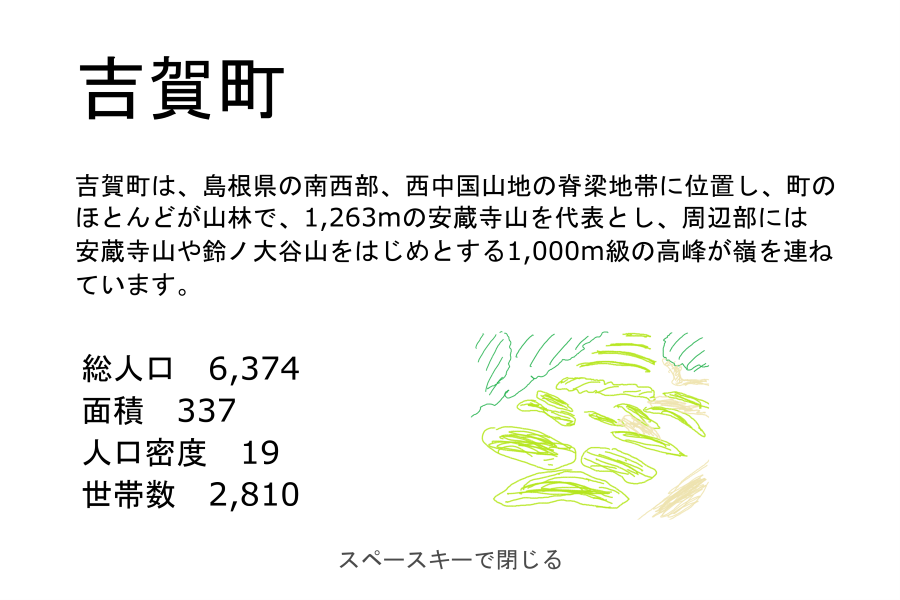 吉賀町
吉賀町は、島根県の南西部、西中国山地の脊梁地帯に位置し、町の
ほとんどが山林で、1,263mの安蔵寺山を代表とし、周辺部には
安蔵寺山や鈴ノ大谷山をはじめとする1,000m級の高峰が嶺を連ね
ています。
総人口　6,374
面積　337
人口密度　19
世帯数　2,810
スペースキーで閉じる